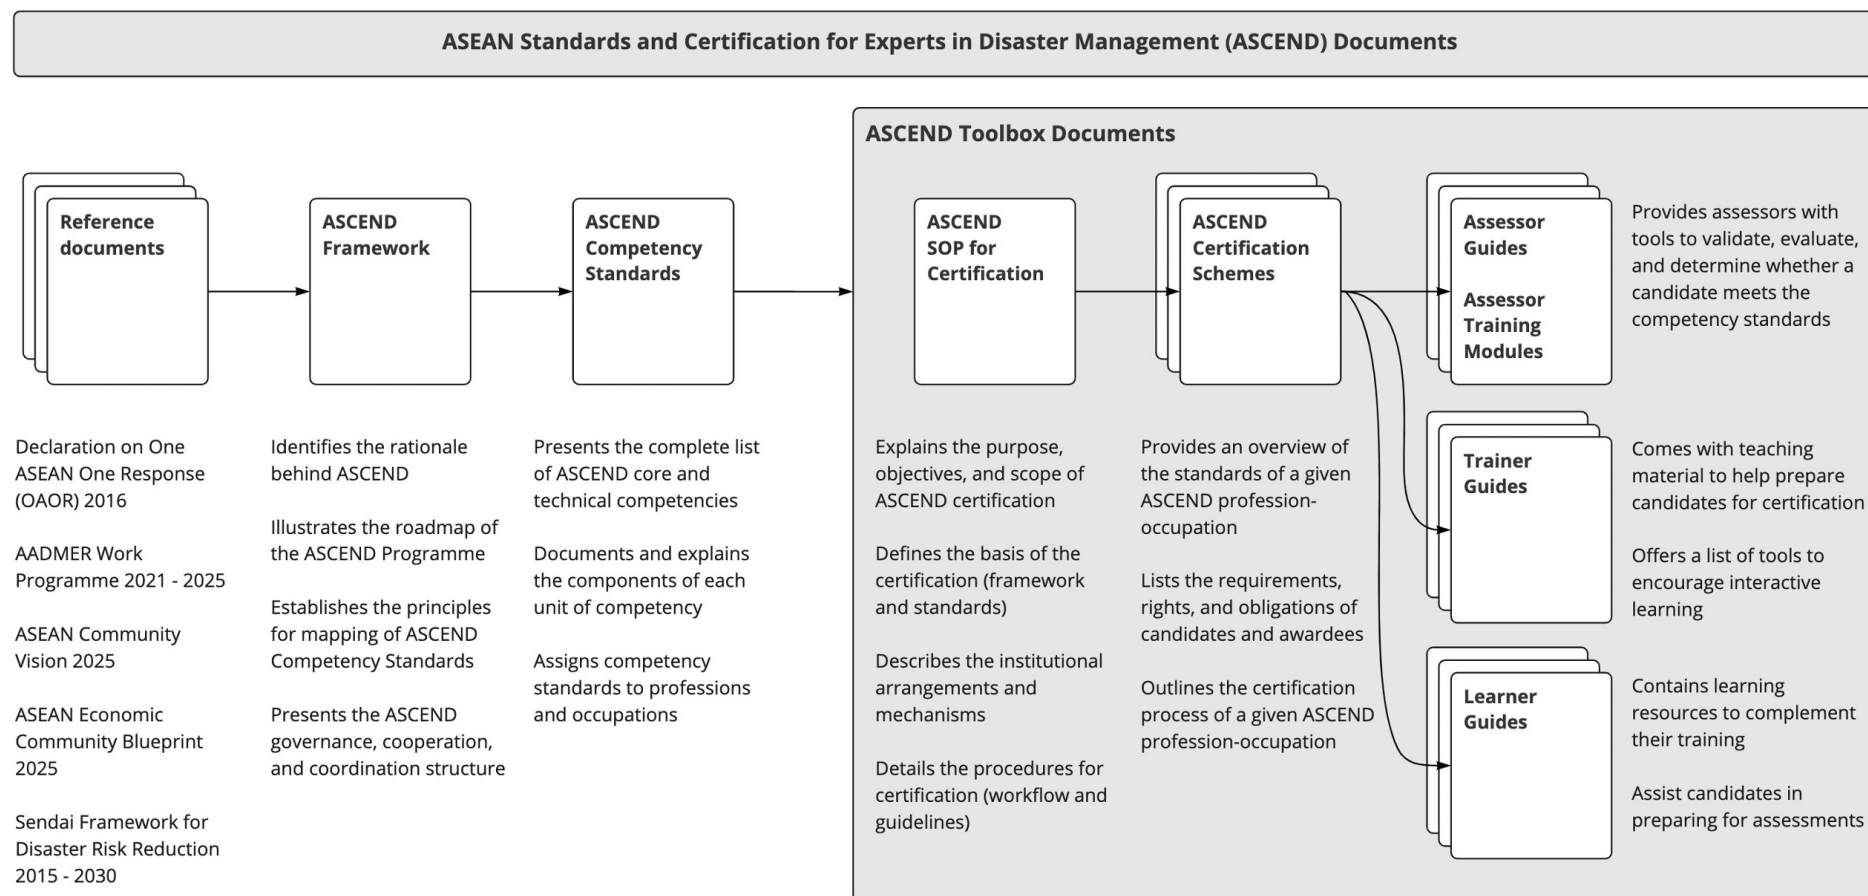 ASEAN Standards and Certification for Experts in Disaster Management (ASCEND) Documents
Reference
documents
Declaration on One
ASEAN One Response
(OAOR) 2016
AADMER Work
Programme 2021 - 2025
ASEAN Community
Vision 2025
ASEAN Economic
Community Blueprint
2025
Sendai Framework for
Disaster Risk Reduction
2015 - 2030
ASCEND
Framework
Identifies the rationale
behind ASCEND
Illustrates the roadmap of
the ASCEND Programme
Establishes the principles
for mapping of ASCEND
Competency Standards
Presents the ASCEND
governance, cooperation,
and coordination structure
ASCEND
Competency
Standards
Presents the complete list
of ASCEND core and
technical competencies
Documents and explains
the components of each
unit of competency
Assigns competency
standards to professions
and occupations
ASCEND Toolbox Documents
ASCEND
SOP for
Certification
Explains the purpose,
objectives, and scope of
ASCEND certification
Defines the basis of the
certification (framework
and standards)
Describes the institutional
arrangements and
mechanisms
Details the procedures for
certification (workflow and
guidelines)
ASCEND
Certification
Schemes
Provides an overview of
the standards of a given
ASCEND profession-
occupation
Lists the requirements,
rights, and obligations of
candidates and awardees
Outlines the certification
process of a given ASCEND
profession-occupation
Assessor
Guides
Assessor
Training
Modules
Provides assessors with
tools to validate, evaluate,
and determine whether a
candidate meets the
competency standards
Trainer
Guides
Comes with teaching
material to help prepare
candidates for certification
Offers a list of tools to
encourage interactive
learning
Learner
Guides
Contains learning
resources to complement
their training
Assist candidates in
preparing for assessments